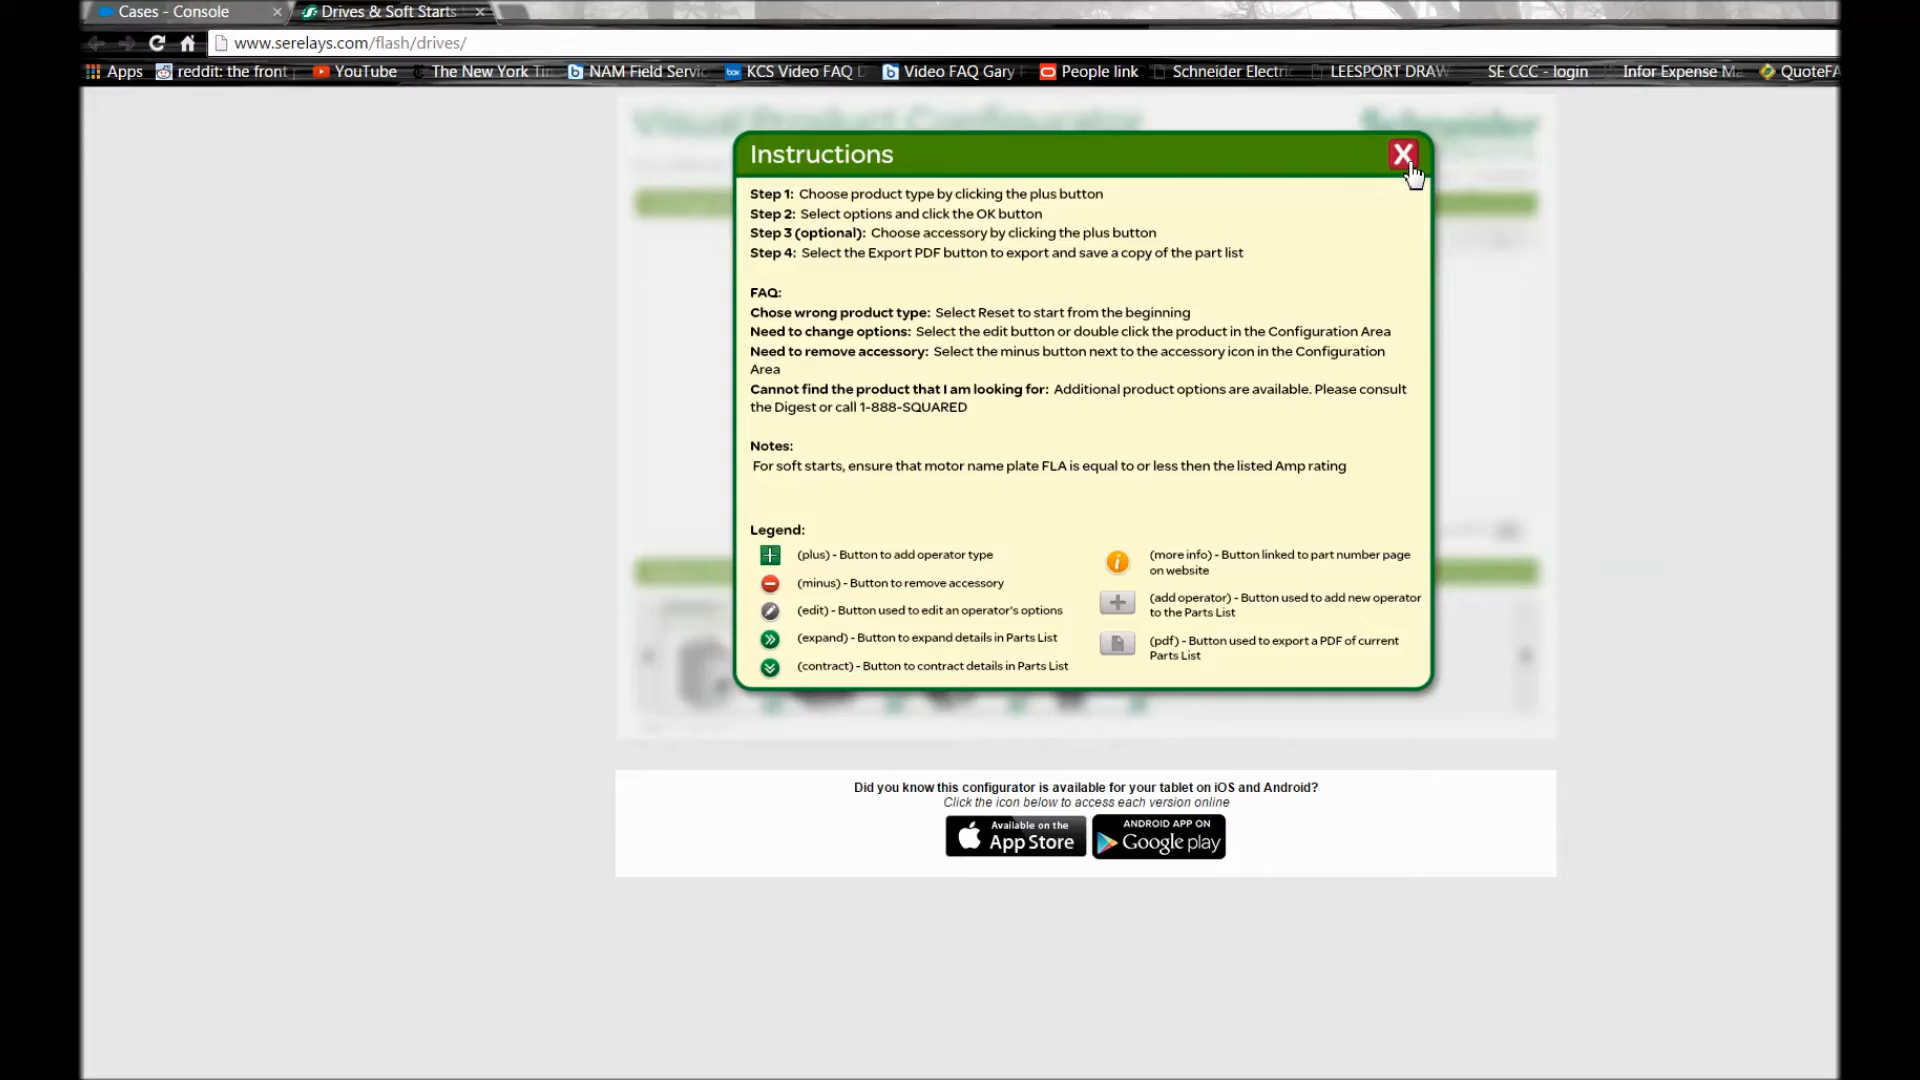 Cases - Console
Drives & Soft Starts
www.serelays.com/flash/drives/
Apps reddit: the front YouTube The New York Ti NAM Field Servic KCS Video FAQ D Video FAQ Gary People link Schneider Electri LEESPORT DRAW SE CCC - login Infor Expense M QuoteFA
Visual Product Configurator
Schneider
Instructions
X
Step 1: Choose product type by clicking the plus button
Step 2: Select options and click the OK button
Step 3 (optional): Choose accessory by clicking the plus button
Step 4: Select the Export PDF button to export and save a copy of the part list
FAQ:
Chose wrong product type: Select Reset to start from the beginning
Need to change options: Select the edit button or double click the product in the Configuration Area
Need to remove accessory: Select the minus button next to the accessory icon in the Configuration
Area
Cannot find the product that I am looking for: Additional product options are available. Please consult
the Digest or call 1-888-SQUARED
Notes:
For soft starts, ensure that motor name plate FLA is equal to or less then the listed Amp rating
Legend:
(plus) - Button to add operator type
(minus) - Button to remove accessory
(edit) - Button used to edit an operator's options
(expand) - Button to expand details in Parts List
(contract) - Button to contract details in Parts List
i
(more info) - Button linked to part number page
on website
(add operator) - Button used to add new operator
to the Parts List
(pdf) - Button used to export a PDF of current
Parts List
Did you know this configurator is available for your tablet on iOS and Android?
Click the icon below to access each version online
Available on the
App Store
ANDROID APP ON
Google play